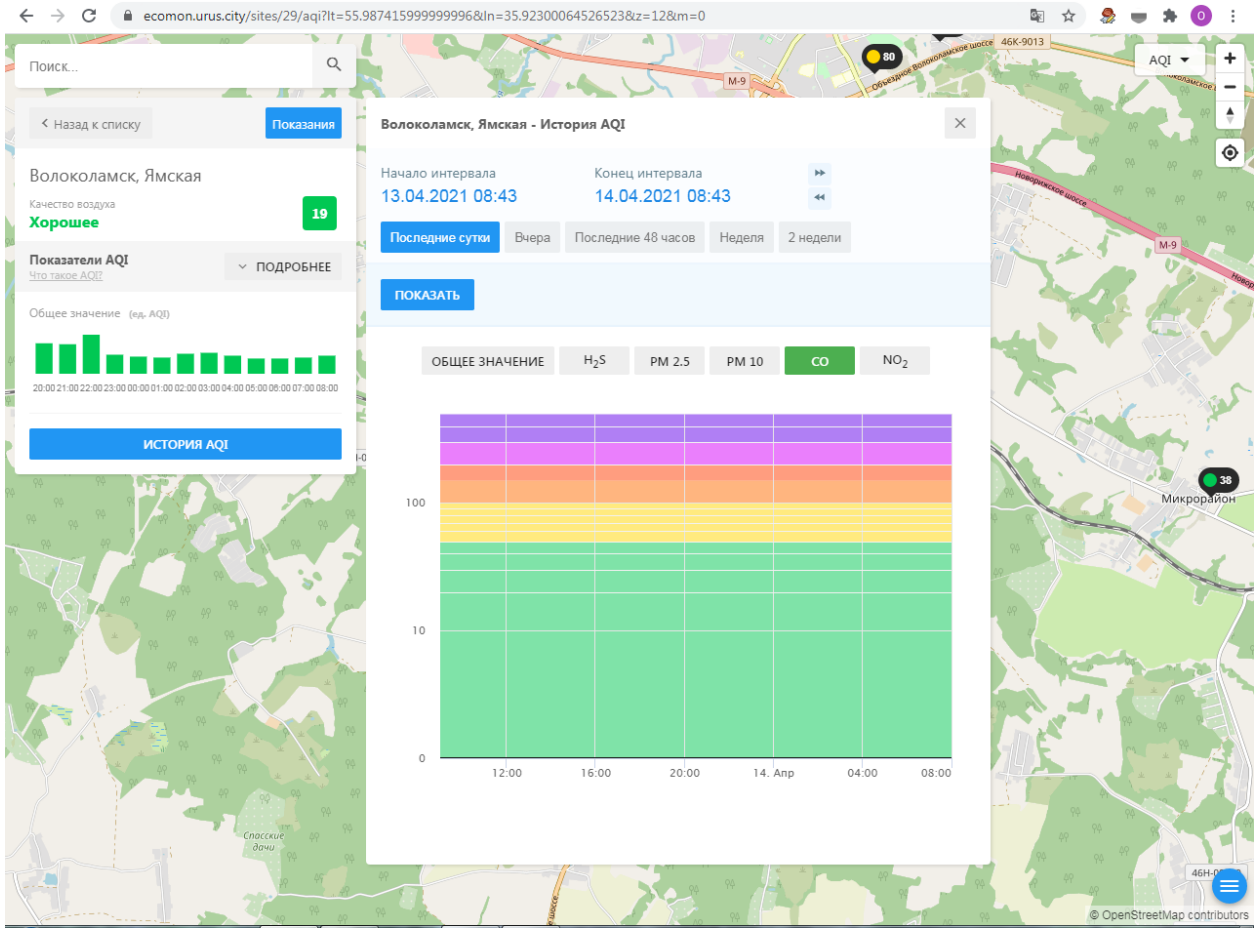 ecomon.urus.city/sites/29/aqi?lt=55.987415999999996&ln=35.92300064526523&z=12&m=0
Поиск...
Назад к списку
Показания
Волоколамск, Ямская
Качество воздуха
Хорошее
19
Показатели AQI
Что такое AQI?
ПОДРОБНЕЕ
Общее значение (ед. AQI)
20:00 21:00 22:00 23:00 00:00 01:00 02:00 03:00 04:00 05:00 06:00 07:00 08:00
ИСТОРИЯ AQI
Волоколамск, Ямская - История AQI
Начало интервала
13.04.2021 08:43
Конец интервала
14.04.2021 08:43
Последние сутки
Вчера
Последние 48 часов
Неделя
2 недели
ПОКАЗАТЬ
ОБЩЕЕ ЗНАЧЕНИЕ
H2S
PM 2.5
PM 10
CO
NO2
100
10
0
12:00 16:00 20:00 14. Апр 04:00 08:00
80
46К-9013
М-9
Объездное Волоколамское шоссе
AQI
Новорижское шоссе
М-9
38
Микрорайон
Спасские
дачи
© OpenStreetMap contributors